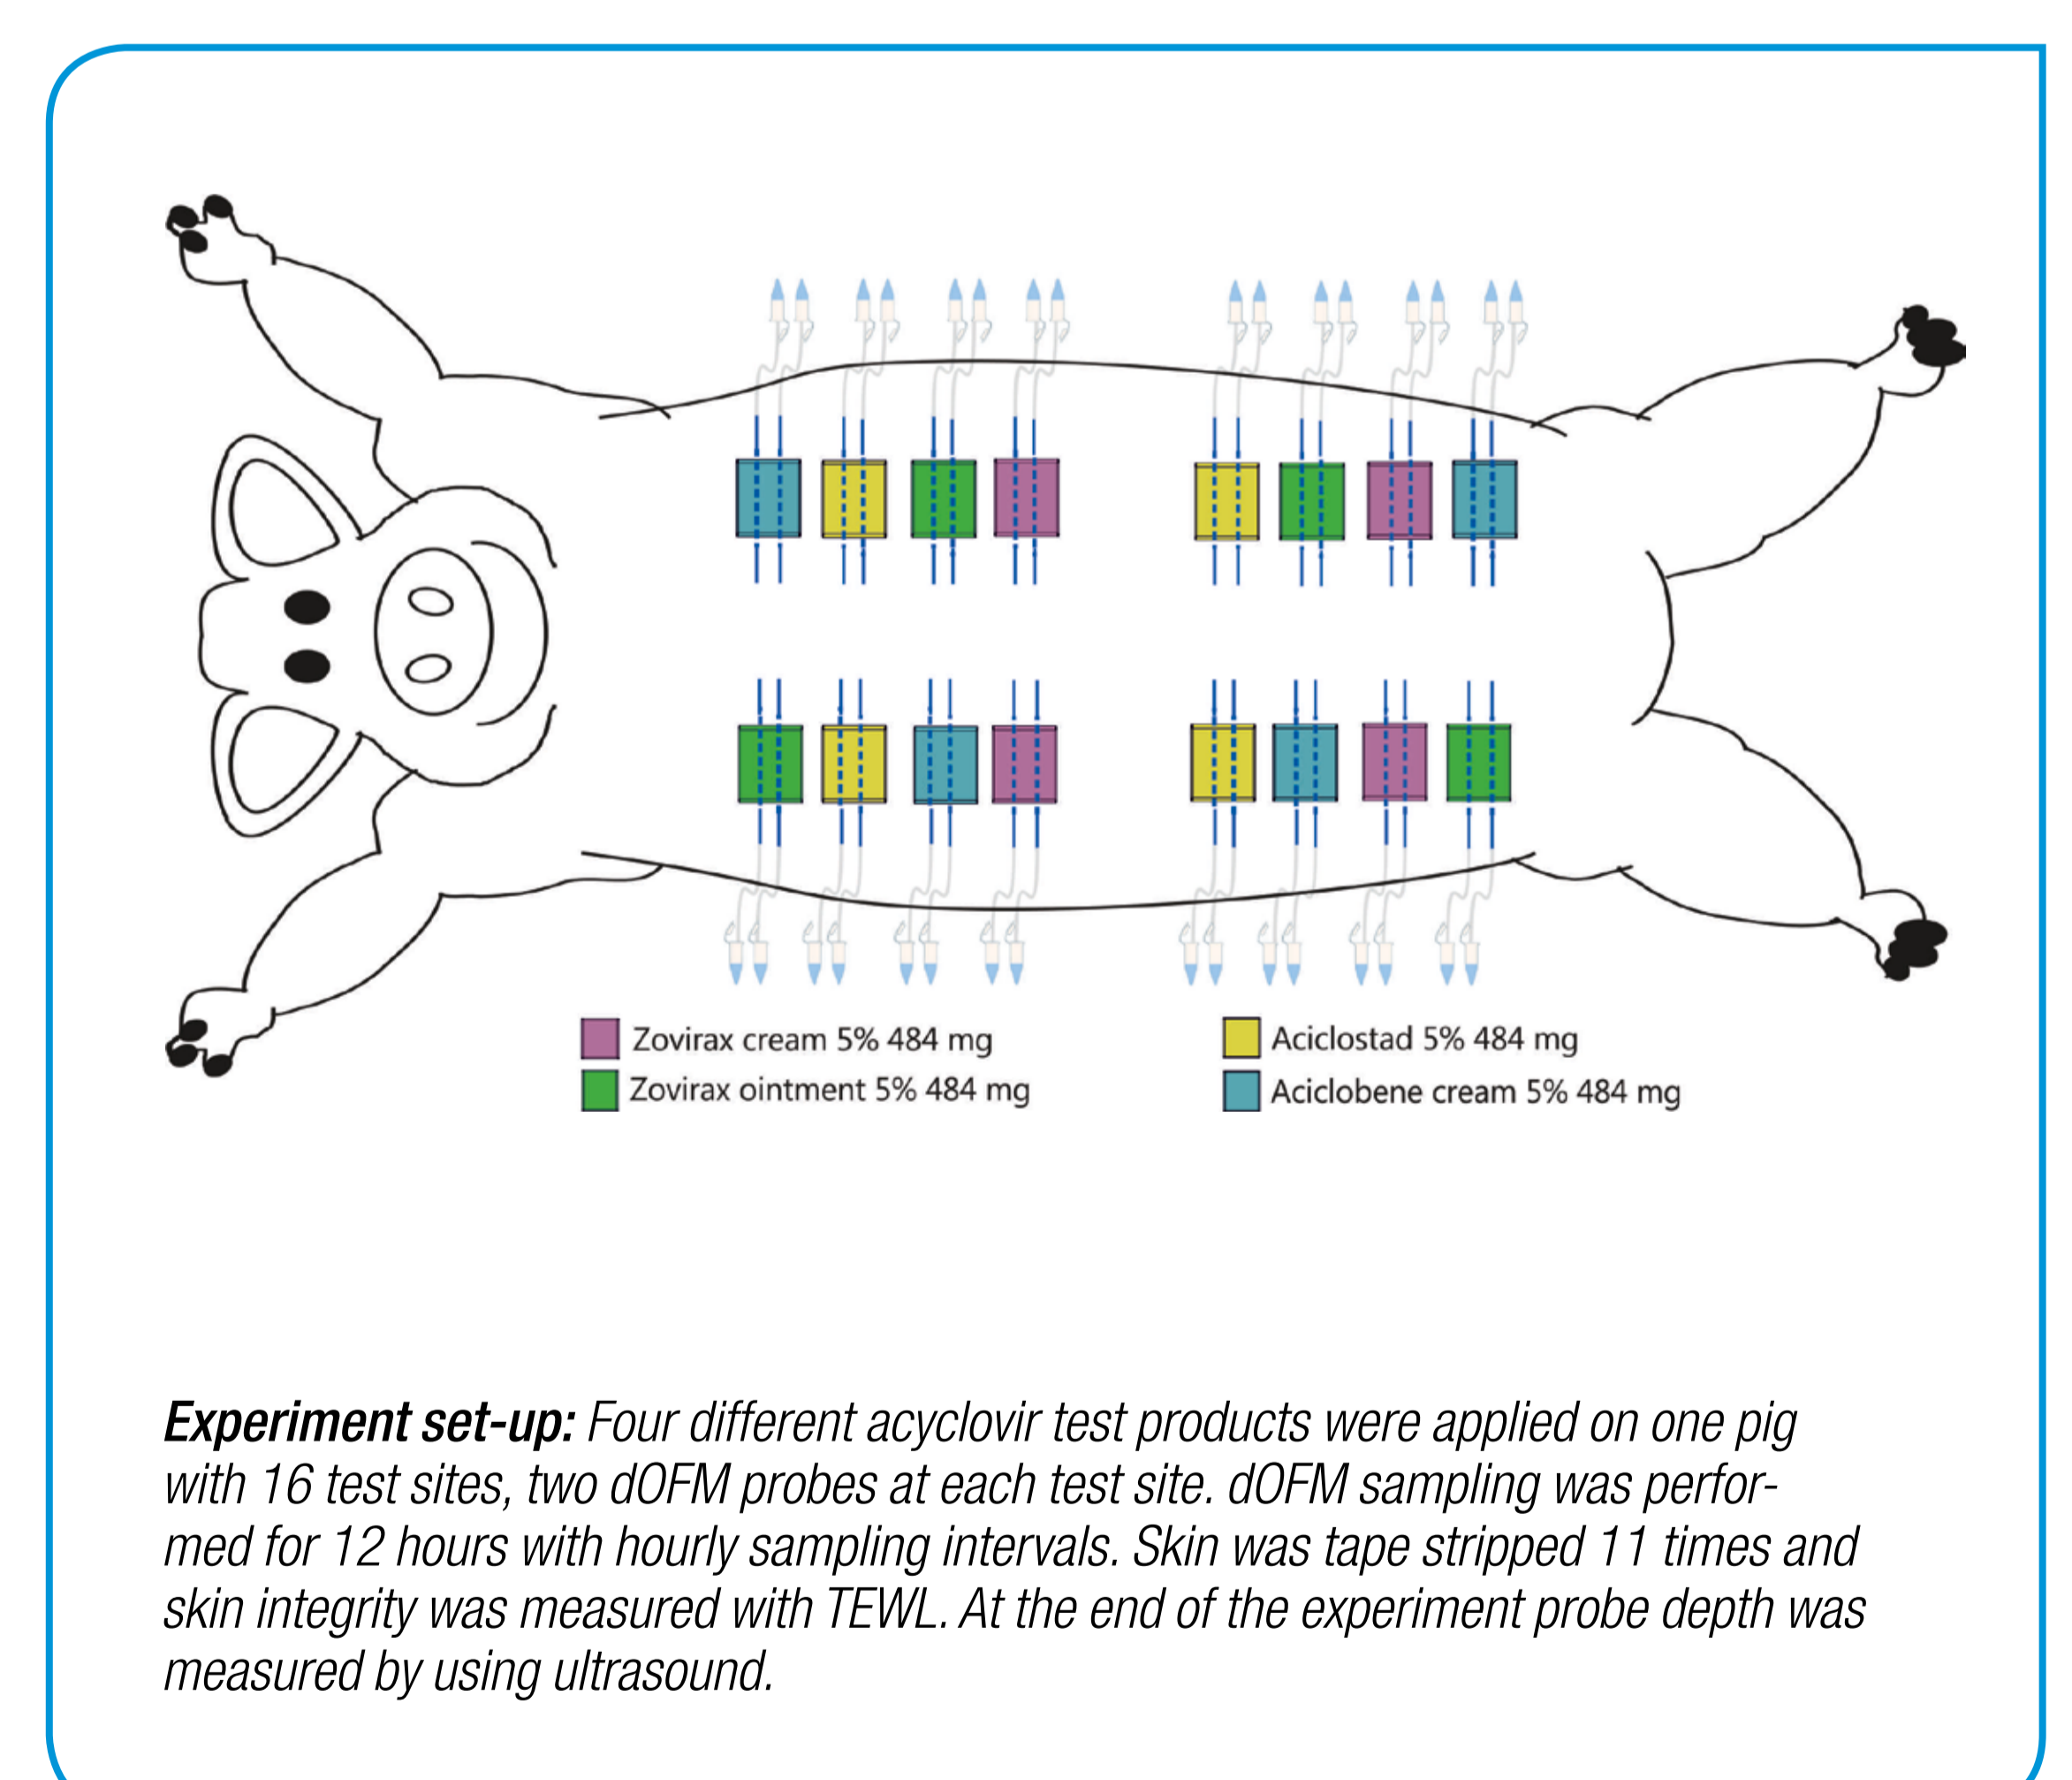 Zovirax cream 5% 484 mg
Aciclostad 5% 484 mg
Zovirax ointment 5% 484 mg
Aciclobene cream 5% 484 mg
Experiment set-up: Four different acyclovir test products were applied on one pig
with 16 test sites, two dOFM probes at each test site. dOFM sampling was perfor-
med for 12 hours with hourly sampling intervals. Skin was tape stripped 11 times and
skin integrity was measured with TEWL. At the end of the experiment probe depth was
measured by using ultrasound.